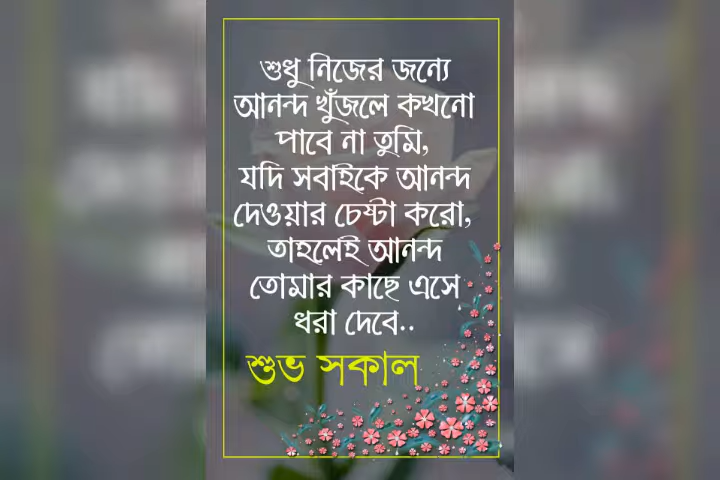 শুধু নিজের জন্যে
আনন্দ খুঁজলে কখনো
পাবে না তুমি,
যদি সবাইকে আনন্দ
দেওয়ার চেষ্টা করো,
তাহলেই আনন্দ
তোমার কাছে এসে
ধরা দেবে..
শুভ সকাল